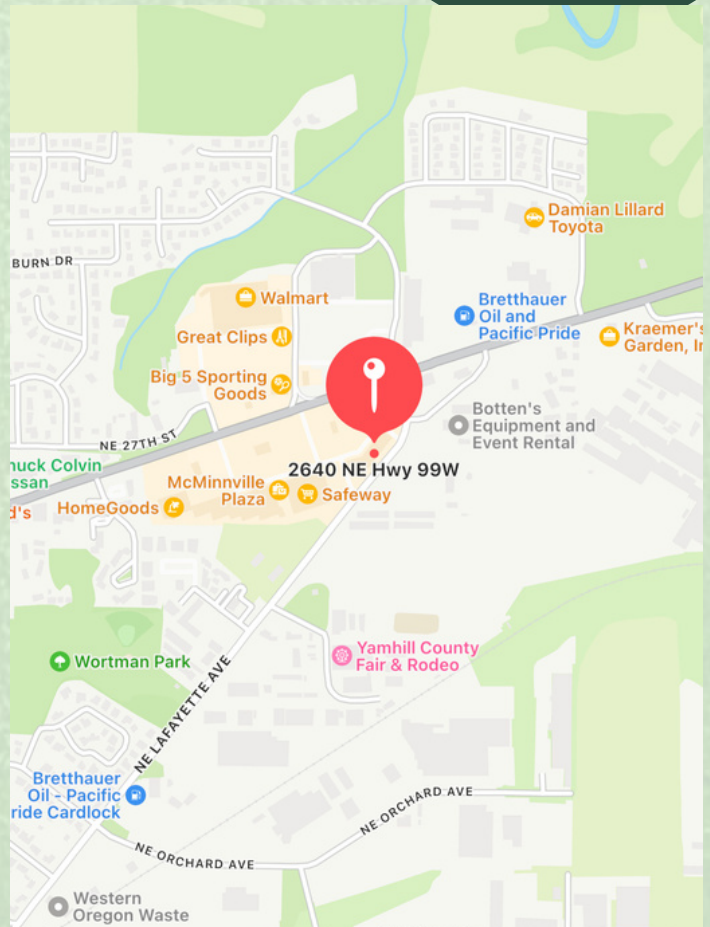 Damian Lillard
Toyota
BURN DR
Walmart
Bretthauer
Oil and
Pacific Pride
Great Clips
Kraemer's
Garden, In
Big 5 Sporting
Goods
Botten's
Equipment and
Event Rental
NE 27TH ST
huck Colvin
ssan
2640 NE Hwy 99W
McMinnville
Plaza
Safeway
d's
HomeGoods
Yamhill County
Fair & Rodeo
Wortman Park
NE LAFAYETTE AVE
Bretthauer
Oil - Pacific
ride Cardlock
NE ORCHARD AVE
NE ORCHARD AVE
Western
Oregon Waste